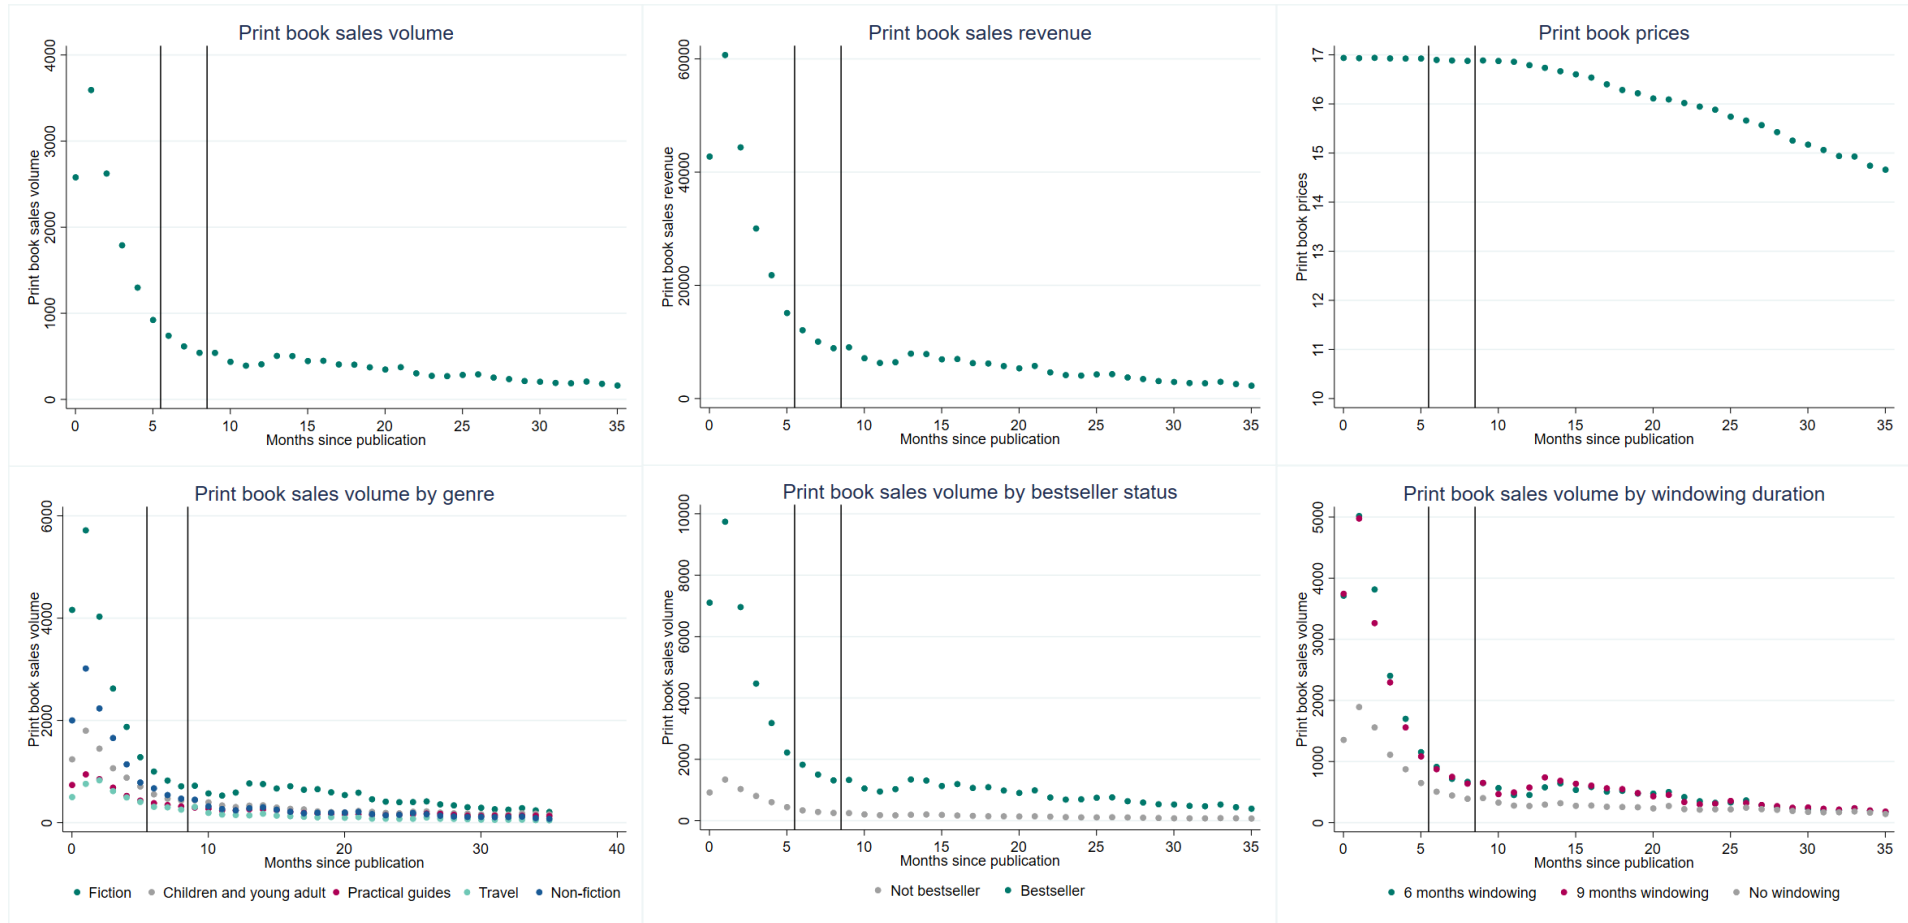 Print book sales volume
Print book sales volume
4000
3000
2000
1000
0
0 5 10 15 20 25 30 35
Months since publication
Print book sales revenue
Print book sales revenue
60000
40000
20000
0
0 5 10 15 20 25 30 35
Months since publication
Print book prices
Print book prices
17
16
15
14
13
12
11
10
0 5 10 15 20 25 30 35
Months since publication
Print book sales volume by genre
Print book sales volume
6000
4000
2000
0
0 10 20 30 40
Months since publication
Fiction Children and young adult Practical guides Travel Non-fiction
Print book sales volume by bestseller status
Print book sales volume
10000
8000
6000
4000
2000
0
0 5 10 15 20 25 30 35
Months since publication
Not bestseller Bestseller
Print book sales volume by windowing duration
Print book sales volume
5000
4000
3000
2000
1000
0
0 5 10 15 20 25 30 35
Months since publication
6 months windowing 9 months windowing No windowing